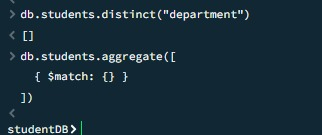 > db.students.distinct("department")
< []
> db.students.aggregate([
{ $match: {} }
])
<
studentDB>